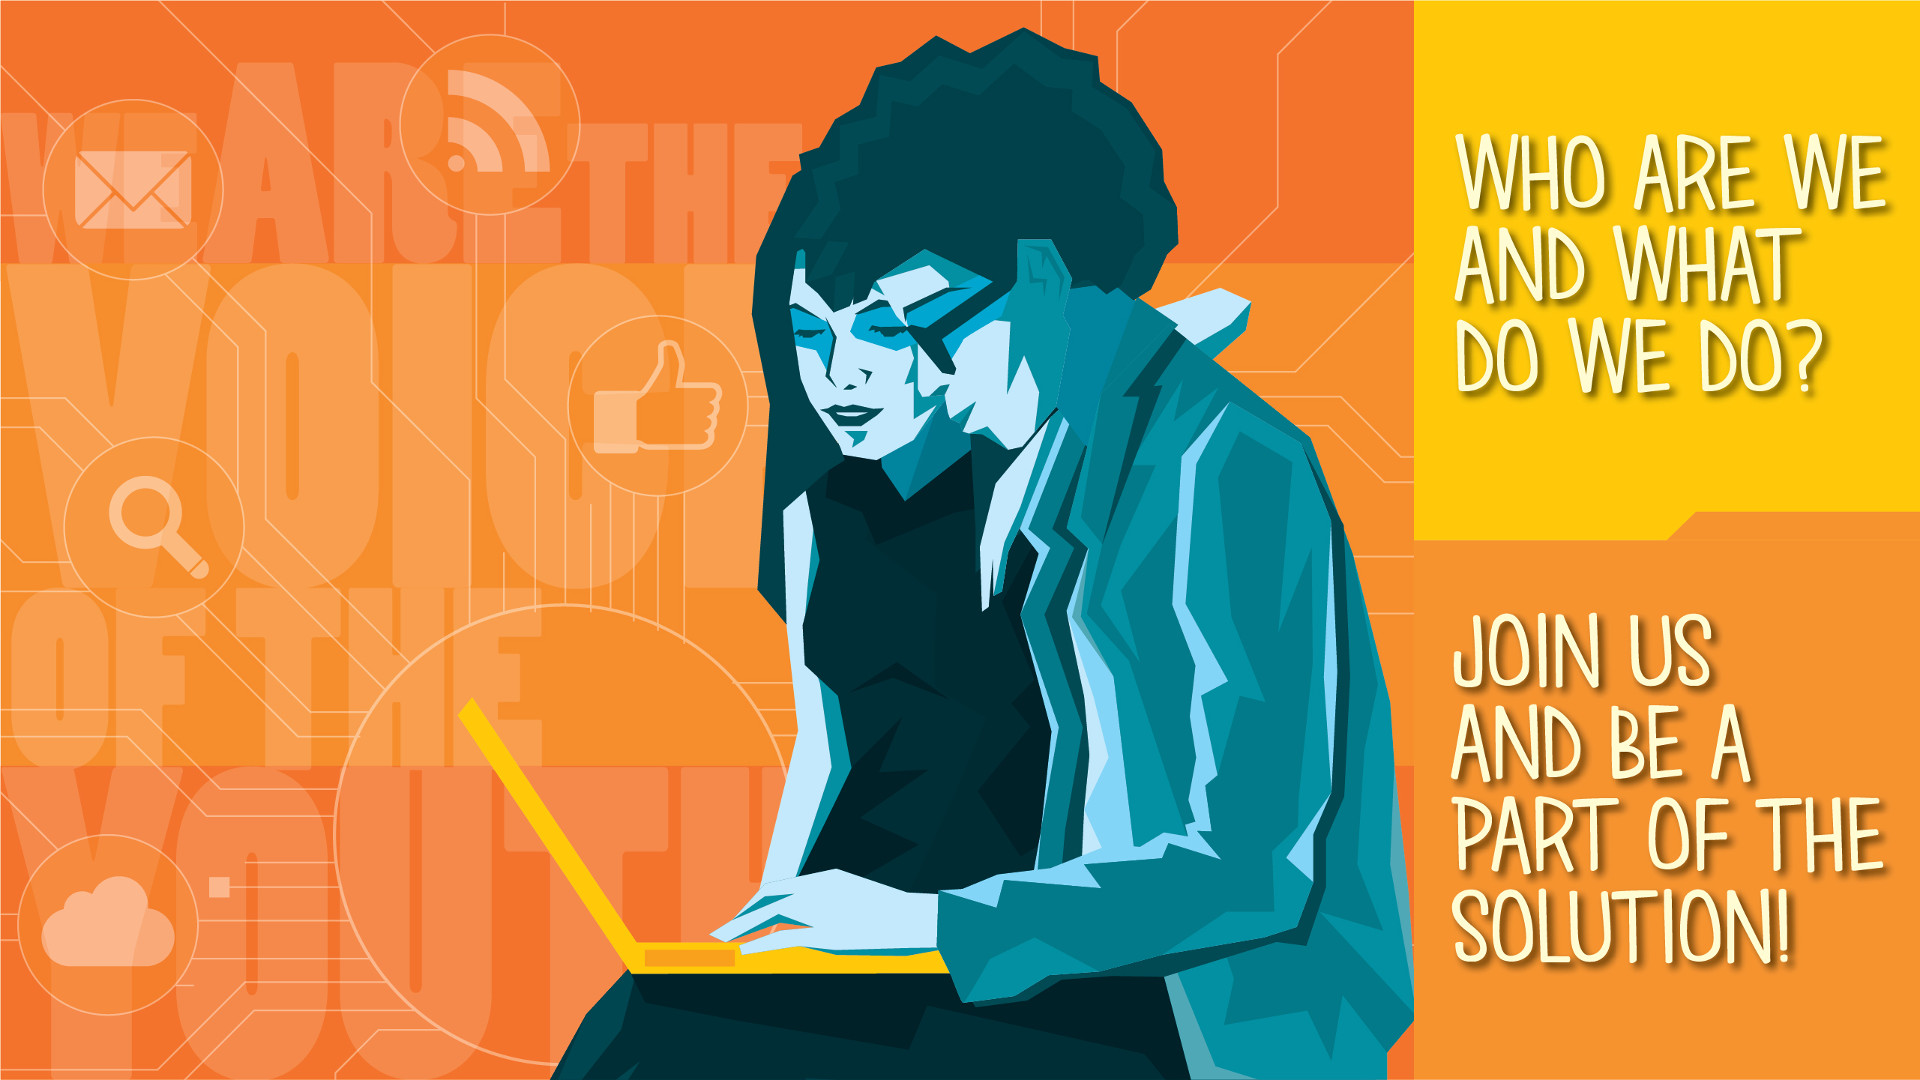 WE ARE THE
VOICE
OF THE
YOUTH
WHO ARE WE
AND WHAT
DO WE DO?
JOIN US
AND BE A
PART OF THE
SOLUTION!